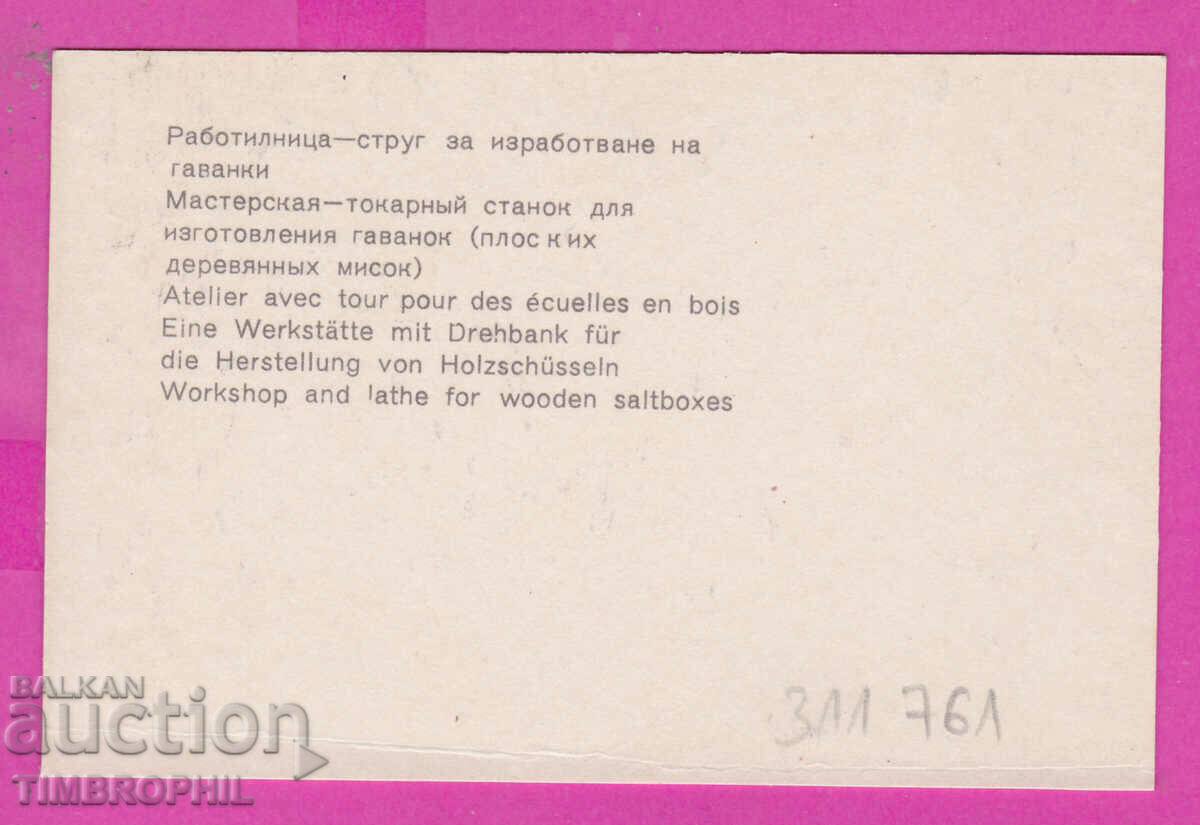 Работилница—струг за изработване на
гаванки
Мастерская—токарный станок для
изготовления гаванок (плоских
деревянных мисок)
Atelier avec tour pour des écuelles en bois
Eine Werkstätte mit Drehbank für
die Herstellung von Holzschüsseln
Workshop and lathe for wooden saltboxes
311 761
BALKAN
auction
TIMBROPHIL